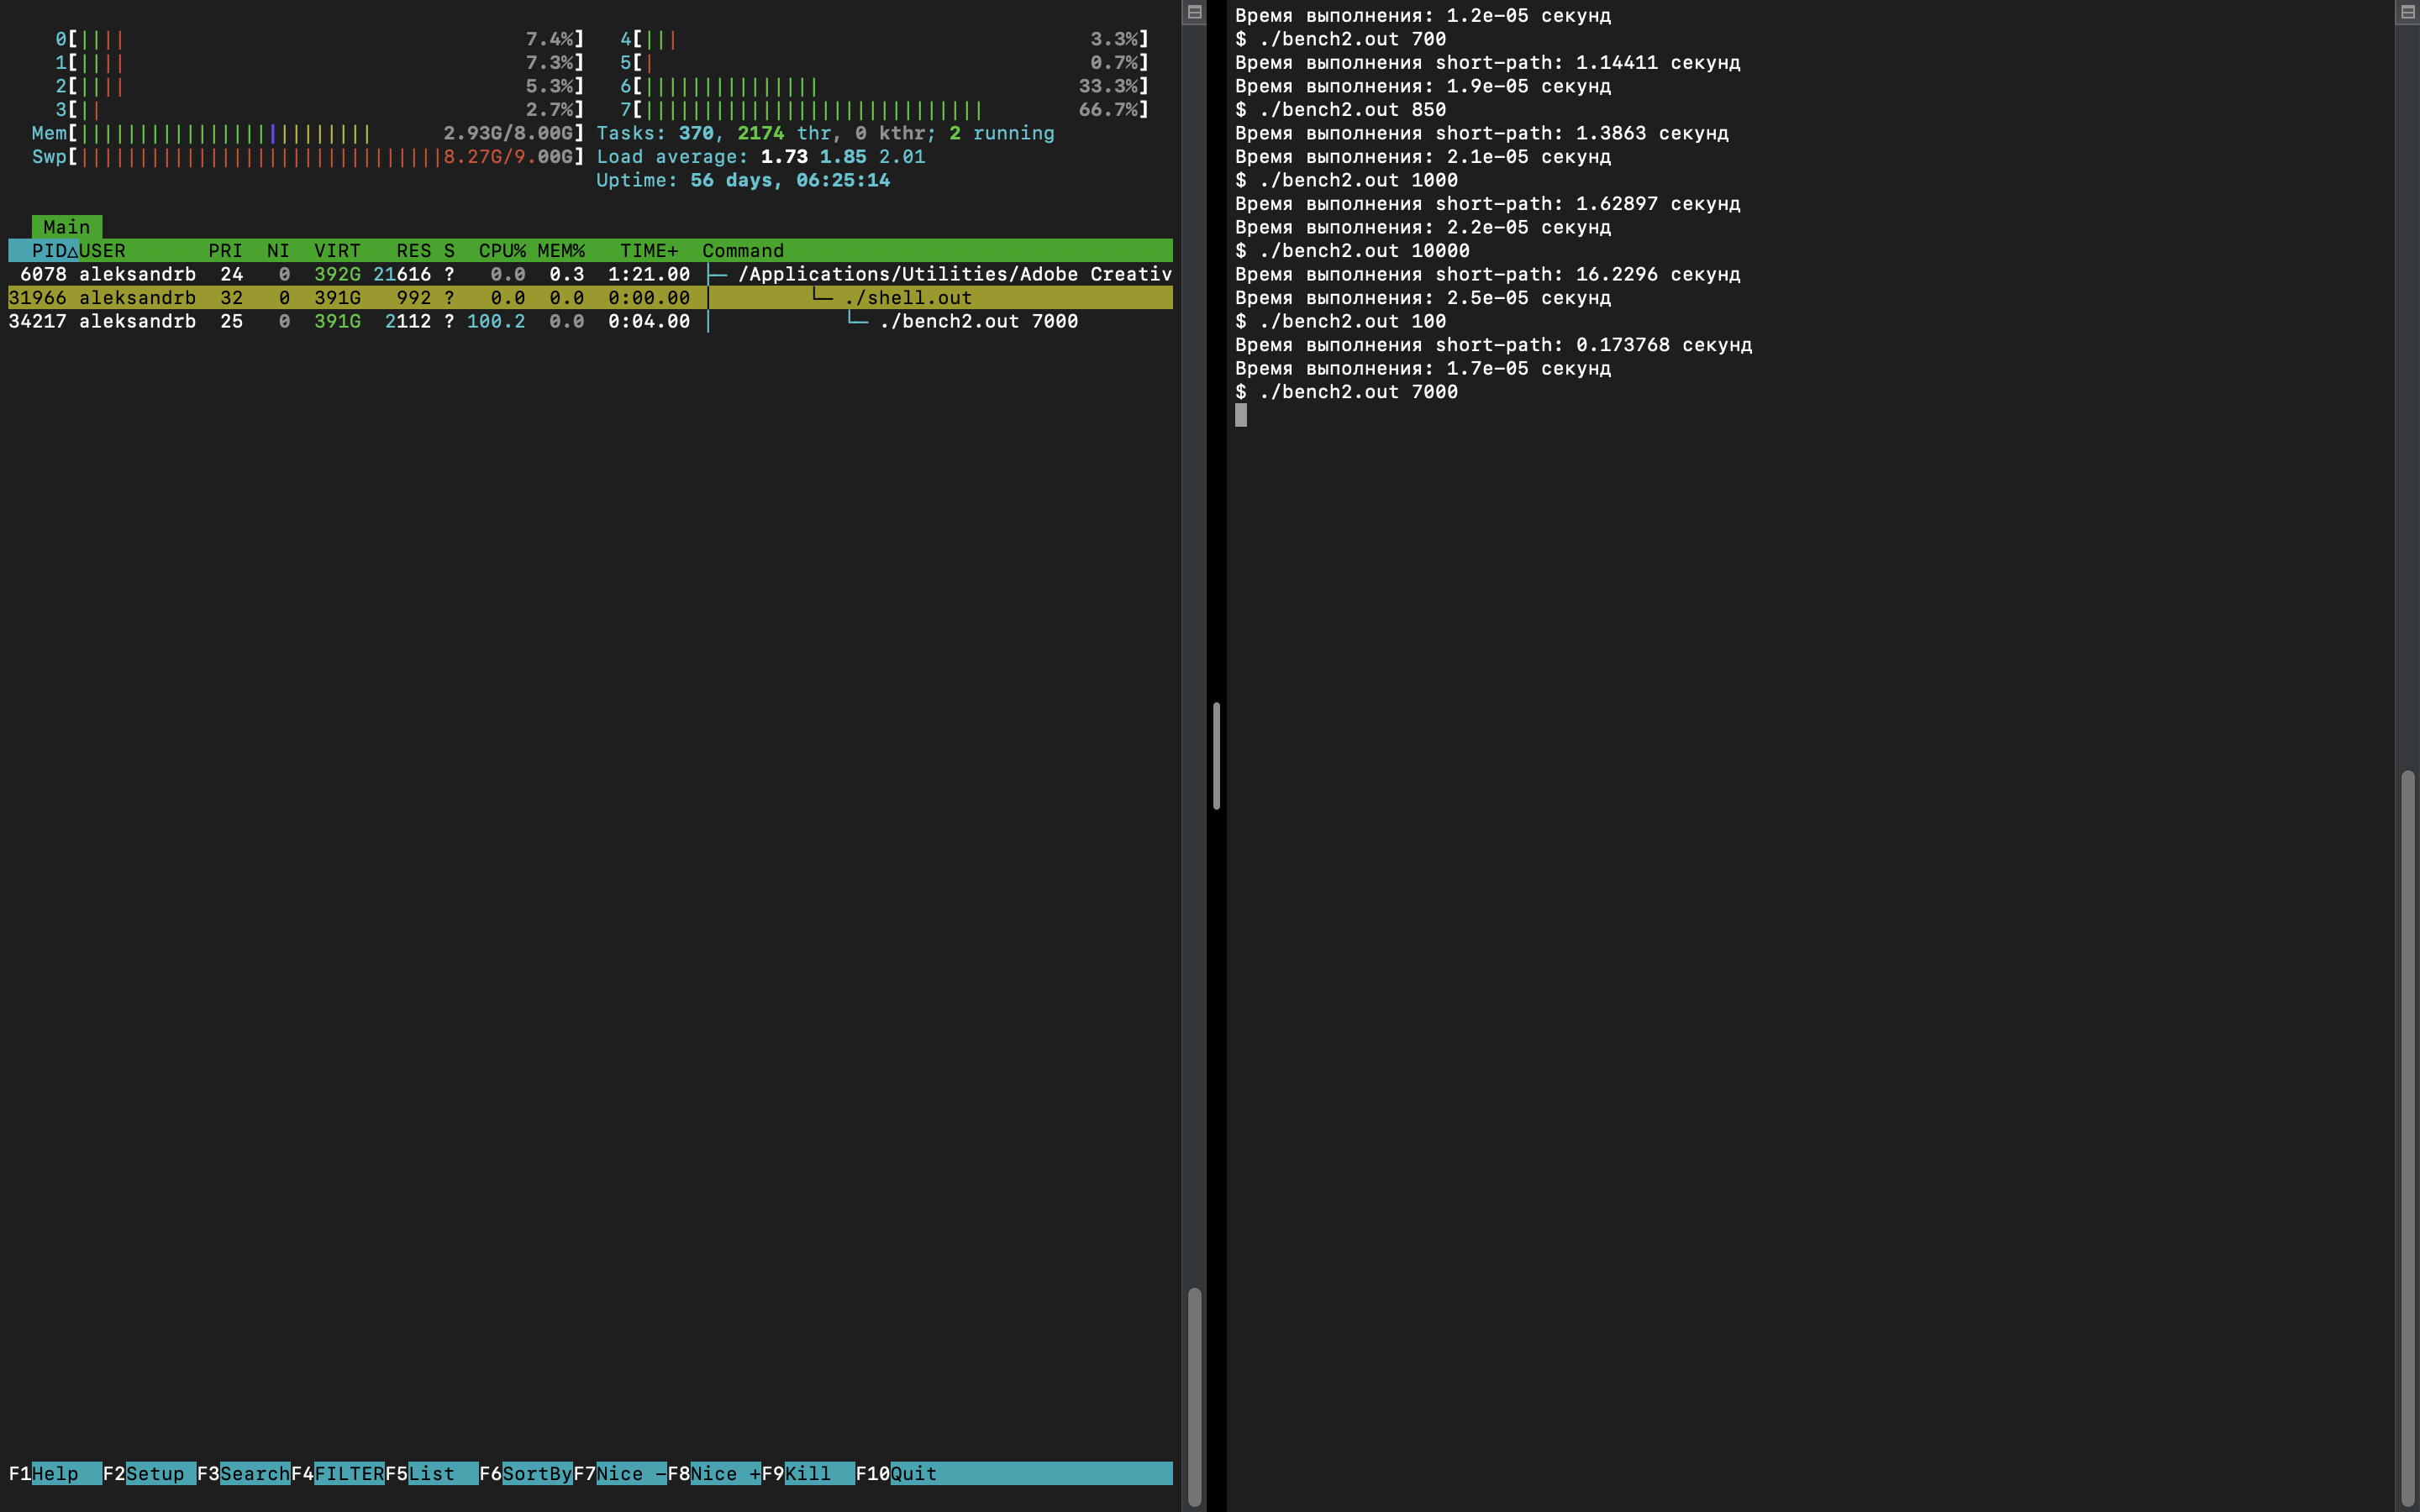 0[|||| 7.4%] 4[||| 3.3%]
1[|||| 7.3%] 5[| 0.7%]
2[|||| 5.3%] 6[||||||||||||||| 33.3%]
3[|| 2.7%] 7[||||||||||||||||||||||||||||| 66.7%]
Mem[||||||||||||||||||||||||| 2.93G/8.00G] Tasks: 370, 2174 thr, 0 kthr; 2 running
Swp[|||||||||||||||||||||||||||||||8.27G/9.00G] Load average: 1.73 1.85 2.01
Uptime: 56 days, 06:25:14
Main
PID△USER PRI NI VIRT RES S CPU% MEM% TIME+ Command
6078 aleksandrb 24 0 392G 21616 ? 0.0 0.3 1:21.00 ├─ /Applications/Utilities/Adobe Creativ
31966 aleksandrb 32 0 391G 992 ? 0.0 0.0 0:00.00 │ └─ ./shell.out
34217 aleksandrb 25 0 391G 2112 ? 100.2 0.0 0:04.00 │ └─ ./bench2.out 7000
F1Help F2Setup F3SearchF4FILTERF5List F6SortByF7Nice -F8Nice +F9Kill F10Quit
Время выполнения: 1.2e-05 секунд
$ ./bench2.out 700
Время выполнения short-path: 1.14411 секунд
Время выполнения: 1.9e-05 секунд
$ ./bench2.out 850
Время выполнения short-path: 1.3863 секунд
Время выполнения: 2.1e-05 секунд
$ ./bench2.out 1000
Время выполнения short-path: 1.62897 секунд
Время выполнения: 2.2e-05 секунд
$ ./bench2.out 10000
Время выполнения short-path: 16.2296 секунд
Время выполнения: 2.5e-05 секунд
$ ./bench2.out 100
Время выполнения short-path: 0.173768 секунд
Время выполнения: 1.7e-05 секунд
$ ./bench2.out 7000